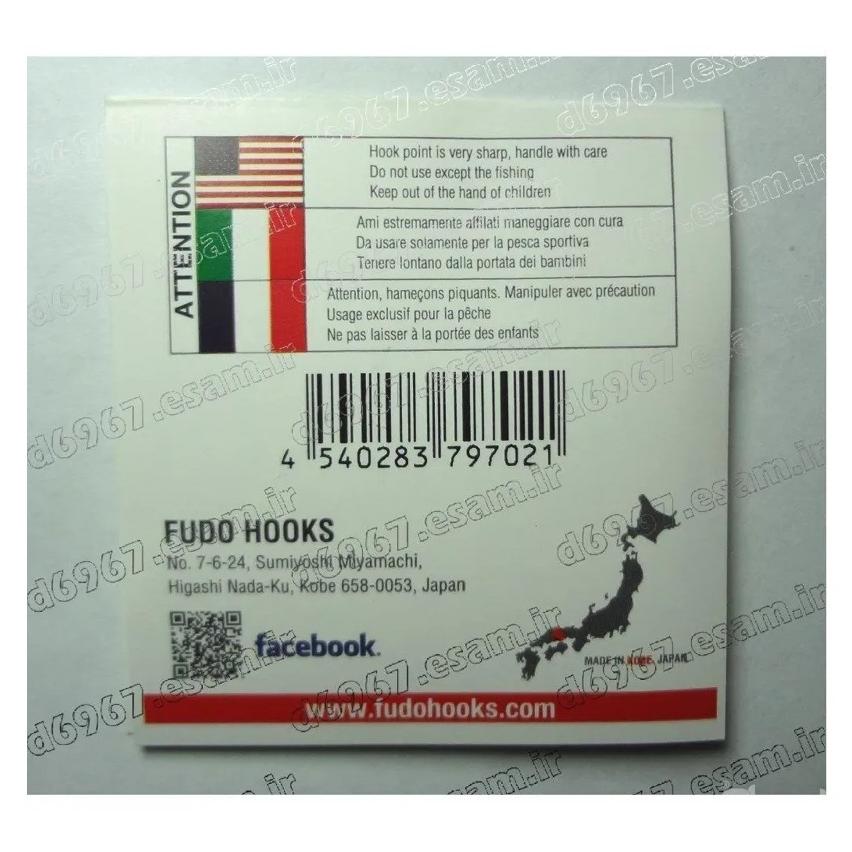 ATTENTION
Hook point is very sharp, handle with care
Do not use except the fishing
Keep out of the hand of children
Ami estremamente affilati maneggiare con cura
Da usare solamente per la pesca sportiva
Tenere lontano dalla portata dei bambini
Attention, hameçons piquants. Manipuler avec précaution
Usage exclusif pour la pêche
Ne pas laisser à la portée des enfants
4 540283 797021
FUDO HOOKS
No. 7-6-24, Sumiyoshi Miyamachi,
Higashi Nada-Ku, Kobe 658-0053, Japan
facebook.
MADE IN KOBE, JAPAN
www.fudohooks.com
d6967.esam.ir